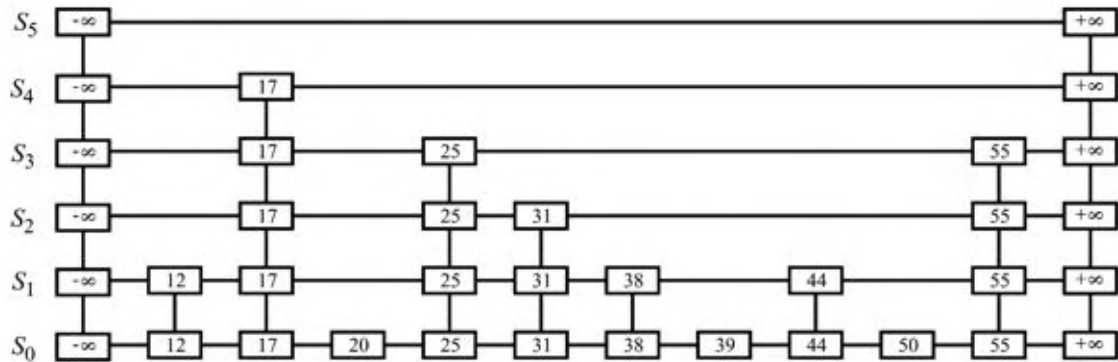 S5 -∞ +∞
S4 -∞ 17 +∞
S3 -∞ 17 25 55 +∞
S2 -∞ 17 25 31 55 +∞
S1 -∞ 12 17 25 31 38 44 55 +∞
S0 -∞ 12 17 20 25 31 38 39 44 50 55 +∞